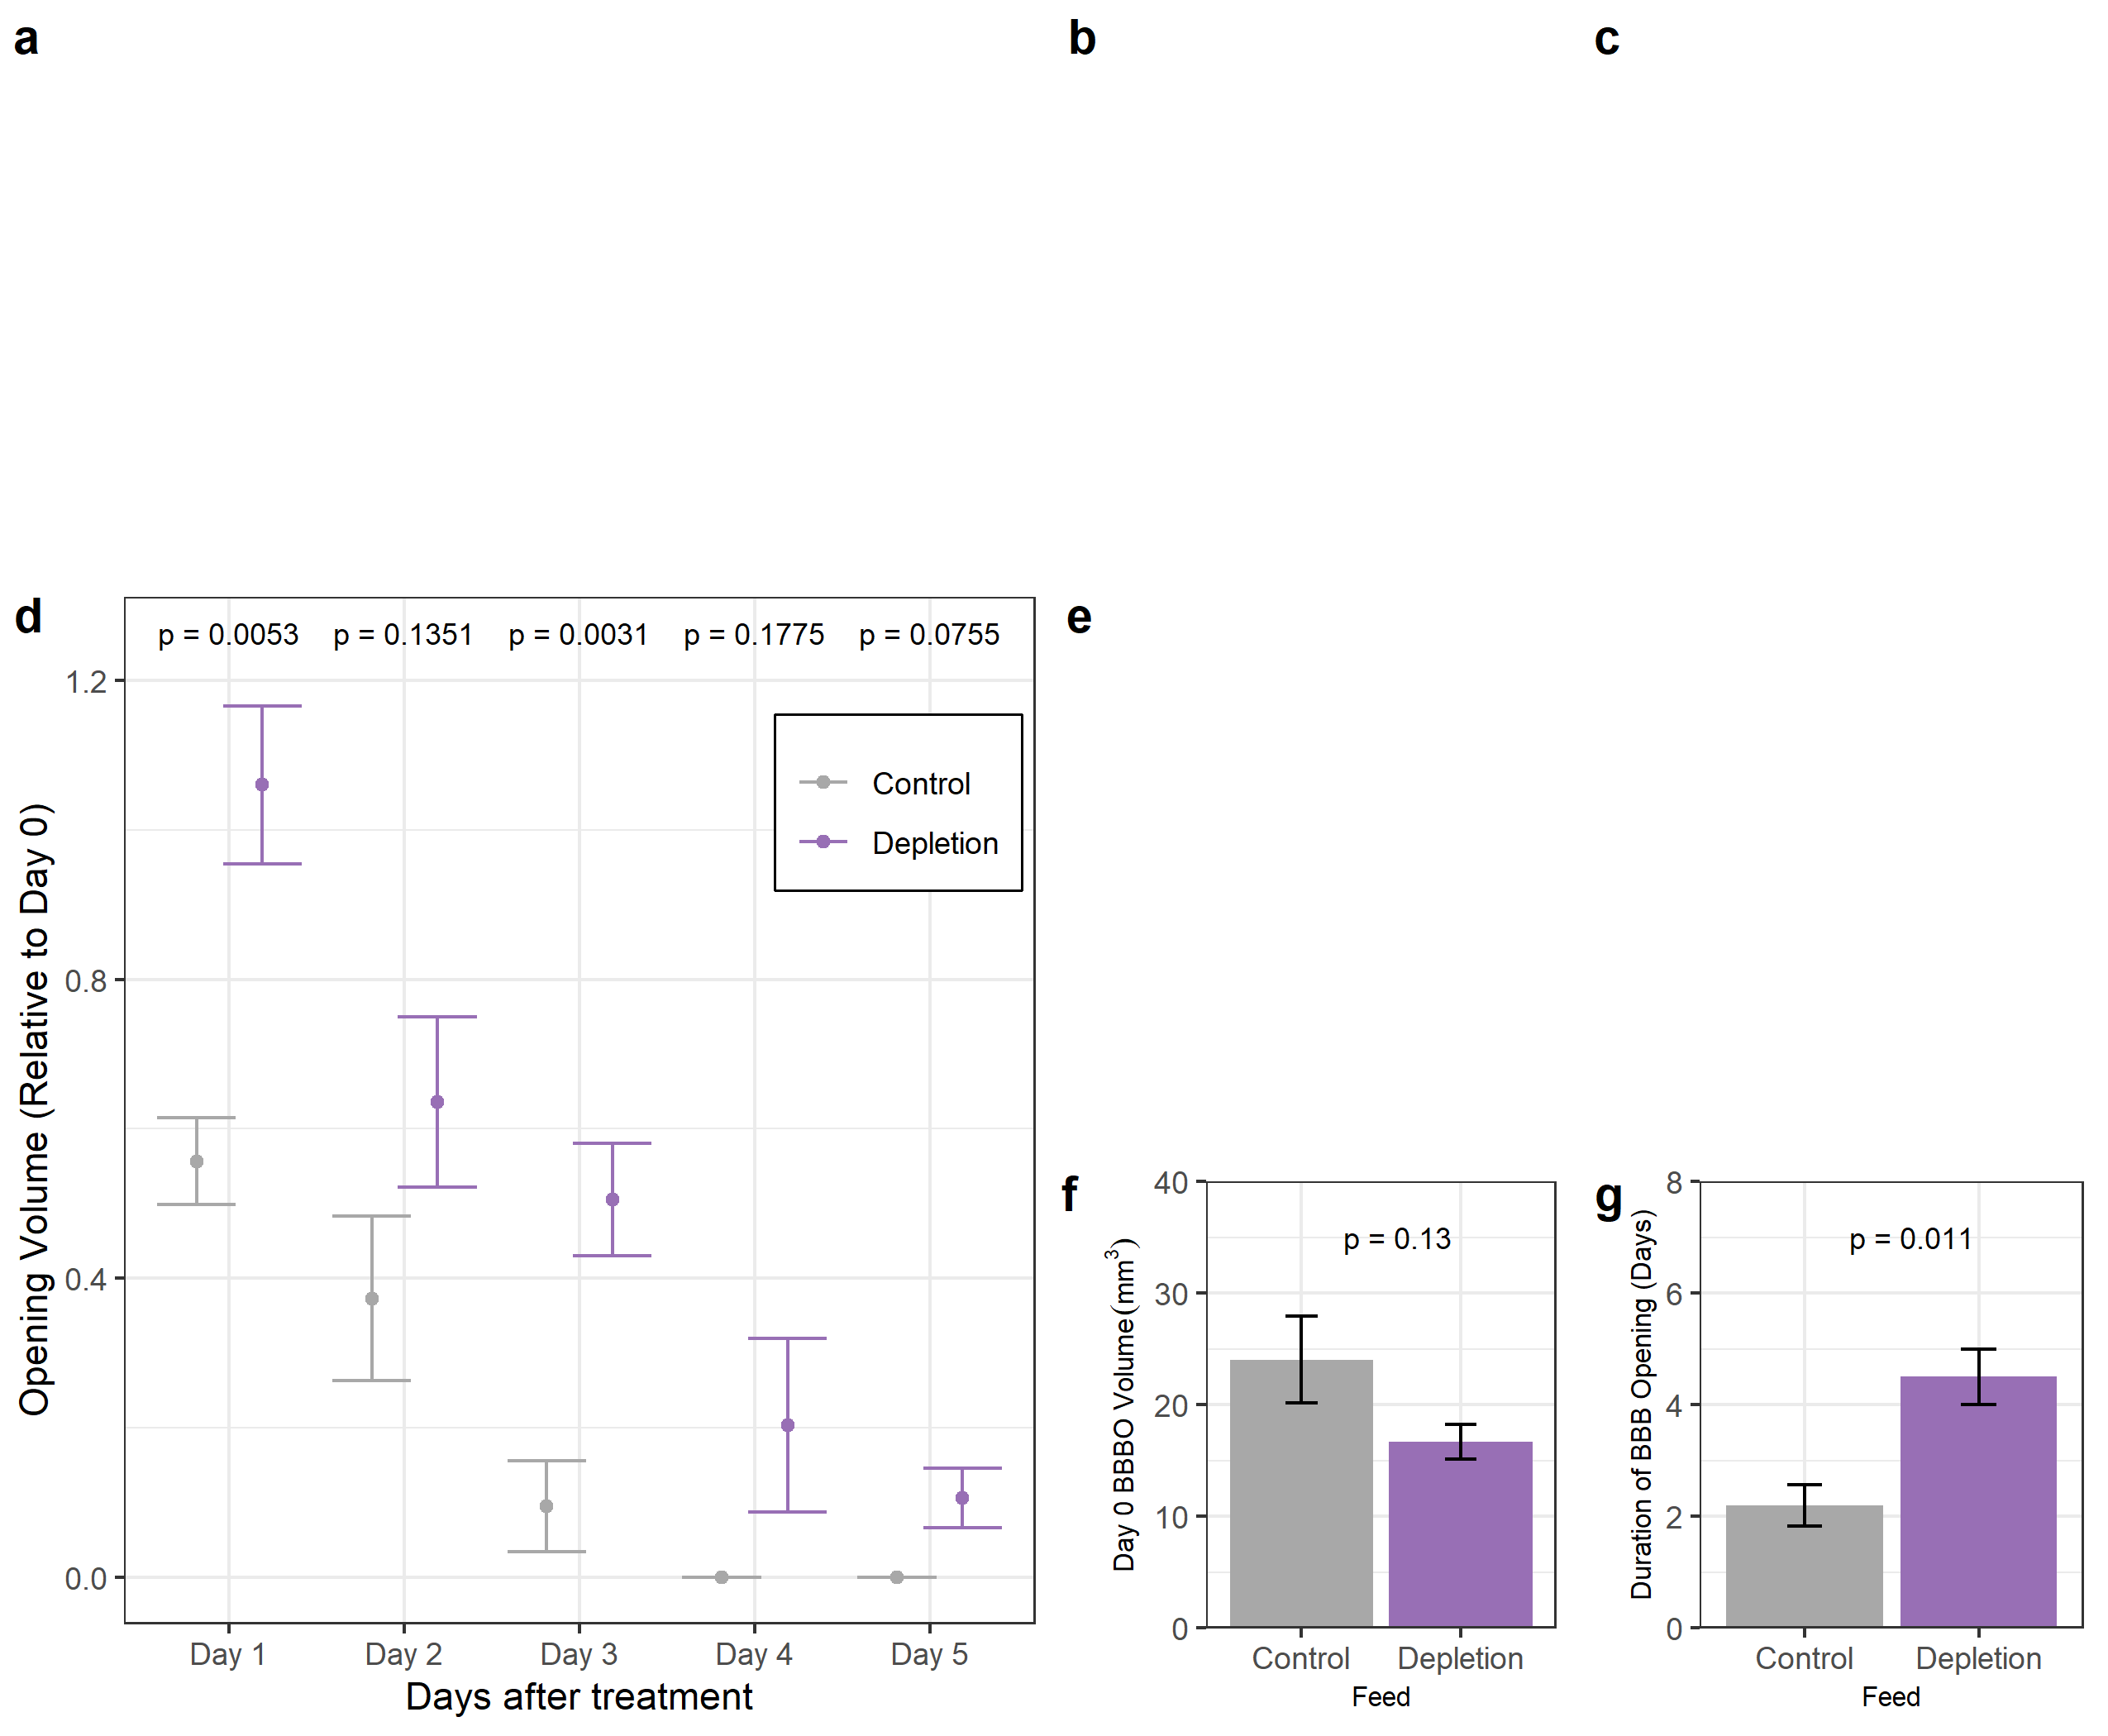 a
b
c
d
p = 0.0053
p = 0.1351
p = 0.0031
p = 0.1775
p = 0.0755
1.2
0.8
0.4
0.0
Opening Volume (Relative to Day 0)
Control
Depletion
Day 1
Day 2
Day 3
Day 4
Day 5
Days after treatment
e
f
40
30
20
10
0
Day 0 BBBO Volume(mm³)
p = 0.13
Control
Depletion
Feed
g
8
6
4
2
0
Duration of BBB Opening (Days)
p = 0.011
Control
Depletion
Feed